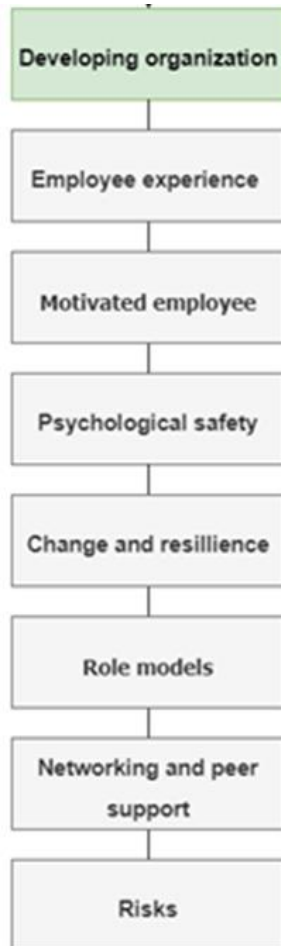 Developing organization
Employee experience
Motivated employee
Psychological safety
Change and resillience
Role models
Networking and peer
support
Risks